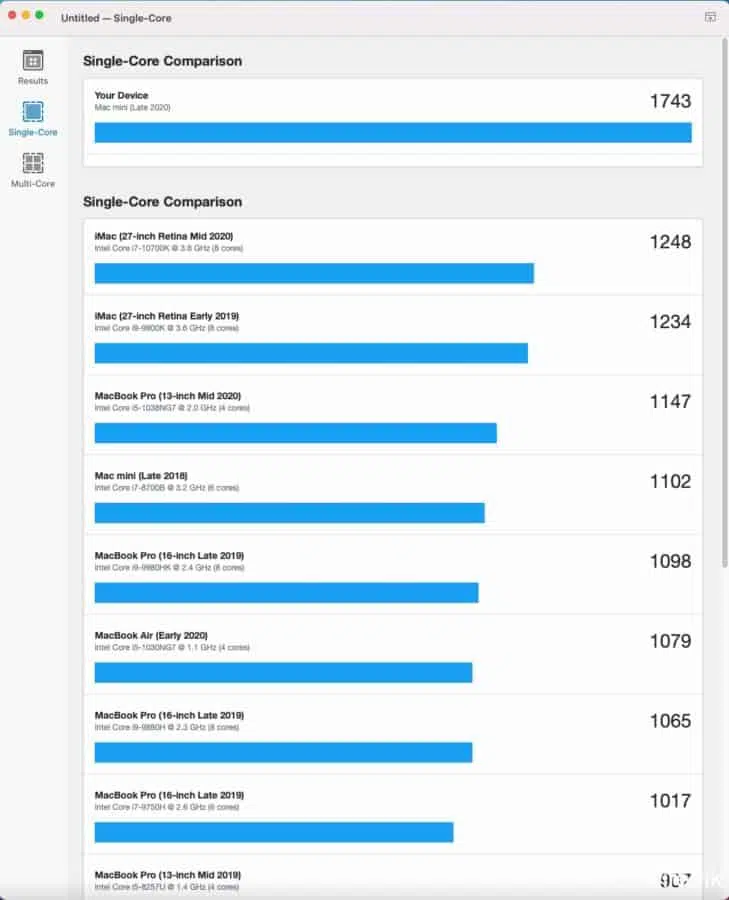 Untitled — Single-Core
Results
Single-Core
Multi-Core
Single-Core Comparison
Your Device
Mac mini (Late 2020)
1743
Single-Core Comparison
iMac (27-inch Retina Mid 2020)
Intel Core i7-10700K @ 3.8 GHz (8 cores)
1248
iMac (27-inch Retina Early 2019)
Intel Core i9-9900K @ 3.6 GHz (8 cores)
1234
MacBook Pro (13-inch Mid 2020)
Intel Core i5-1038NG7 @ 2.0 GHz (4 cores)
1147
Mac mini (Late 2018)
Intel Core i7-8700B @ 3.2 GHz (6 cores)
1102
MacBook Pro (16-inch Late 2019)
Intel Core i9-9980HK @ 2.4 GHz (8 cores)
1098
MacBook Air (Early 2020)
Intel Core i5-1030NG7 @ 1.1 GHz (4 cores)
1079
MacBook Pro (16-inch Late 2019)
Intel Core i9-9880H @ 2.3 GHz (8 cores)
1065
MacBook Pro (16-inch Late 2019)
Intel Core i7-9750H @ 2.6 GHz (6 cores)
1017
MacBook Pro (13-inch Mid 2019)
Intel Core i5-8257U @ 1.4 GHz (4 cores)